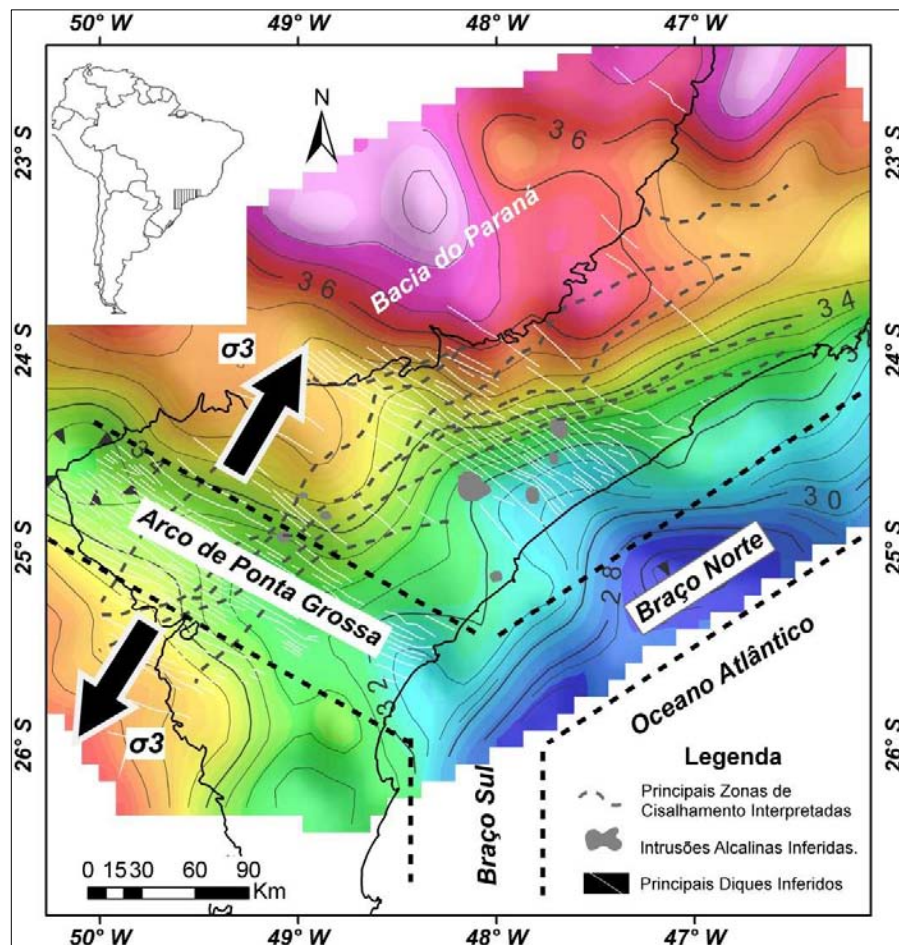 50° W 49° W 48° W 47° W
N
23° S
23° S
36
Bacia do Paraná
36
34
σ3
24° S
24° S
34
30
Arco de Ponta Grossa
25° S
25° S
28
Braço Norte
32
Oceano Atlântico
σ3
26° S
26° S
Braço Sul
Legenda
Principais Zonas de
Cisalhamento Interpretadas
Intrusões Alcalinas Inferidas.
Principais Diques Inferidos
0 15 30 60 90
Km
50° W 49° W 48° W 47° W